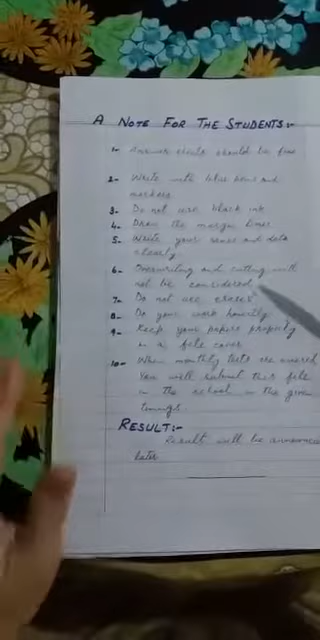 A NOTE FOR THE STUDENTS:-
1- Answer sheets should be fine
2- Write with blue pens and
markers
3- Do not use black ink
4- Draw the margin lines
5- Write your names and date
clearly
6- Overwriting and cutting will
not be considered
7- Do not use
8- Do your work honestly
9- Keep your papers properly
in a file cover
10- When monthly tests are
You will submit this file
in the school in the given
timings.
RESULT:-
Result will be announced
later